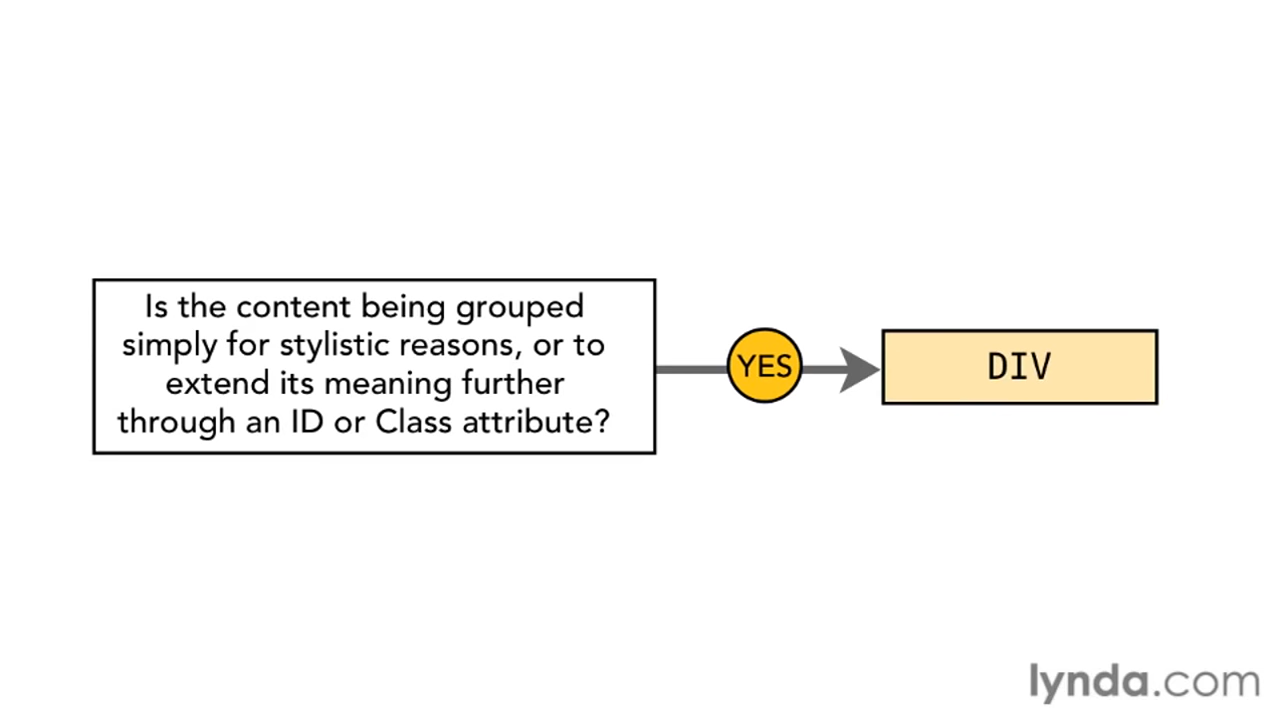 Is the content being grouped
simply for stylistic reasons, or to
extend its meaning further
through an ID or Class attribute?
YES
DIV
lynda.com